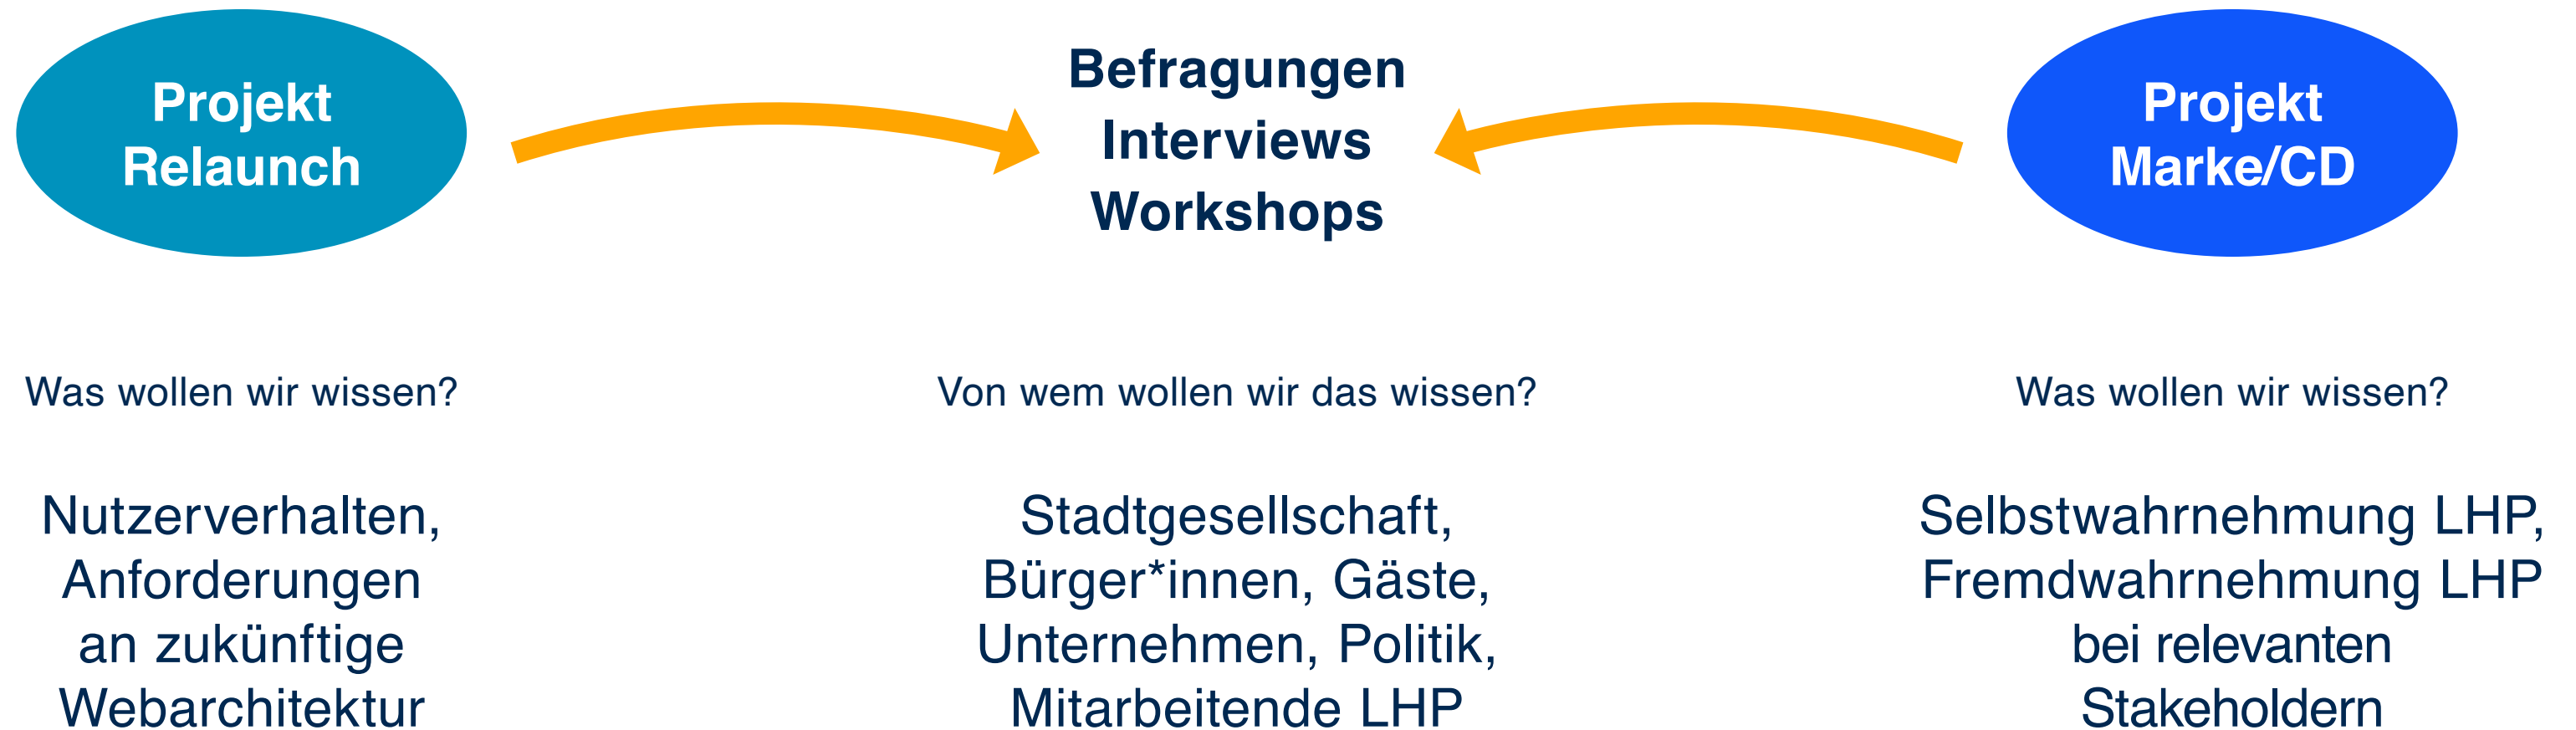 Projekt
Relaunch
Befragungen
Interviews
Workshops
Projekt
Marke/CD
Was wollen wir wissen?
Von wem wollen wir das wissen?
Was wollen wir wissen?
Nutzerverhalten,
Anforderungen
an zukünftige
Webarchitektur
Stadtgesellschaft,
Bürger*innen, Gäste,
Unternehmen, Politik,
Mitarbeitende LHP
Selbstwahrnehmung LHP,
Fremdwahrnehmung LHP
bei relevanten
Stakeholdern